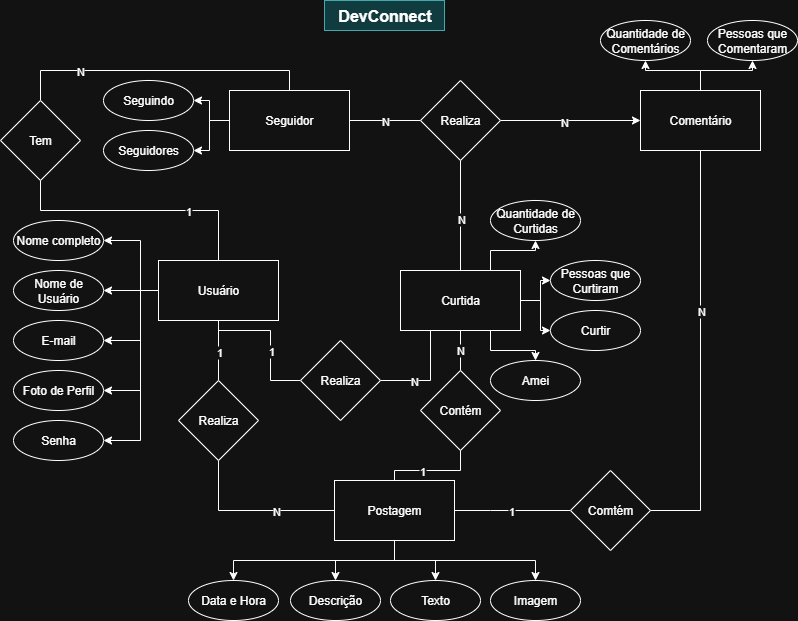 DevConnect
Quantidade de
Comentários
Pessoas que
Comentaram
N
Seguindo
Seguidores
Seguidor
N
Realiza
N
Comentário
Tem
1
N
Nome completo
Nome de
Usuário
E-mail
Foto de Perfil
Senha
Usuário
Quantidade de
Curtidas
Pessoas que
Curtiram
Curtir
Amei
Curtida
N
1
1
Realiza
N
N
Contém
Realiza
1
N
Postagem
1
Comtém
Data e Hora
Descrição
Texto
Imagem